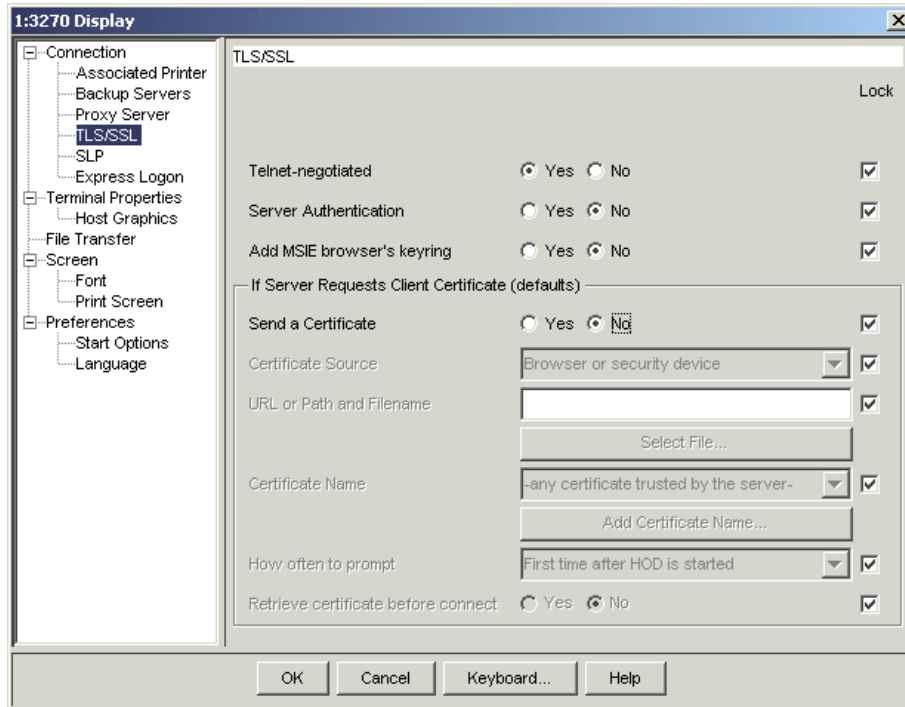 1:3270 Display
Connection
Associated Printer
Backup Servers
Proxy Server
TLS/SSL
SLP
Express Logon
Terminal Properties
Host Graphics
File Transfer
Screen
Font
Print Screen
Preferences
Start Options
Language
TLS/SSL
Lock
Telnet-negotiated Yes No
Server Authentication Yes No
Add MSIE browser's keyring Yes No
If Server Requests Client Certificate (defaults)
Send a Certificate Yes No
Certificate Source Browser or security device
URL or Path and Filename
Select File...
Certificate Name -any certificate trusted by the server-
Add Certificate Name...
How often to prompt First time after HOD is started
Retrieve certificate before connect Yes No
OK Cancel Keyboard... Help